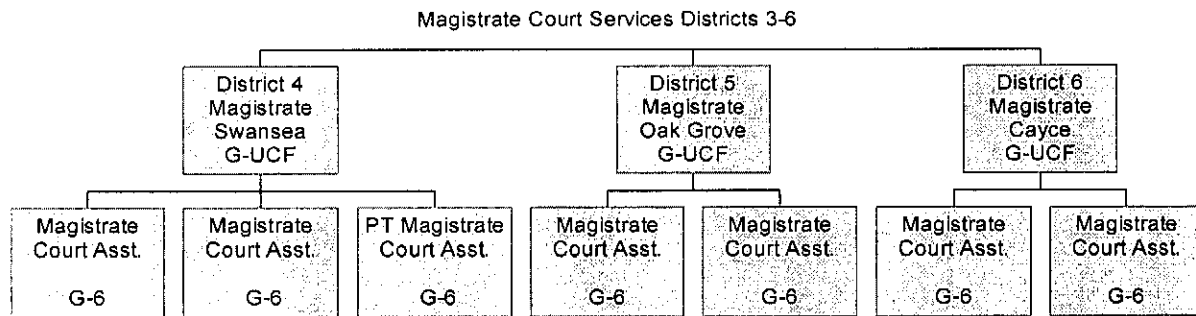 Magistrate Court Services Districts 3-6
District 4
Magistrate
Swansea
G-UCF
District 5
Magistrate
Oak Grove
G-UCF
District 6
Magistrate
Cayce
G-UCF
Magistrate
Court Asst.
G-6
Magistrate
Court Asst.
G-6
PT Magistrate
Court Asst.
G-6
Magistrate
Court Asst.
G-6
Magistrate
Court Asst.
G-6
Magistrate
Court Asst.
G-6
Magistrate
Court Asst.
G-6